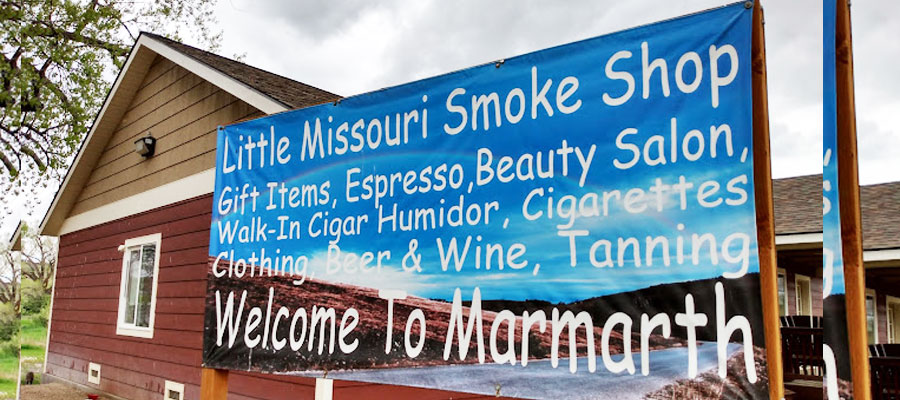 Little Missouri Smoke Shop
Gift Items, Espresso,Beauty Salon,
Walk-In Cigar Humidor, Cigarettes
Clothing, Beer & Wine, Tanning
Welcome To Marmarth